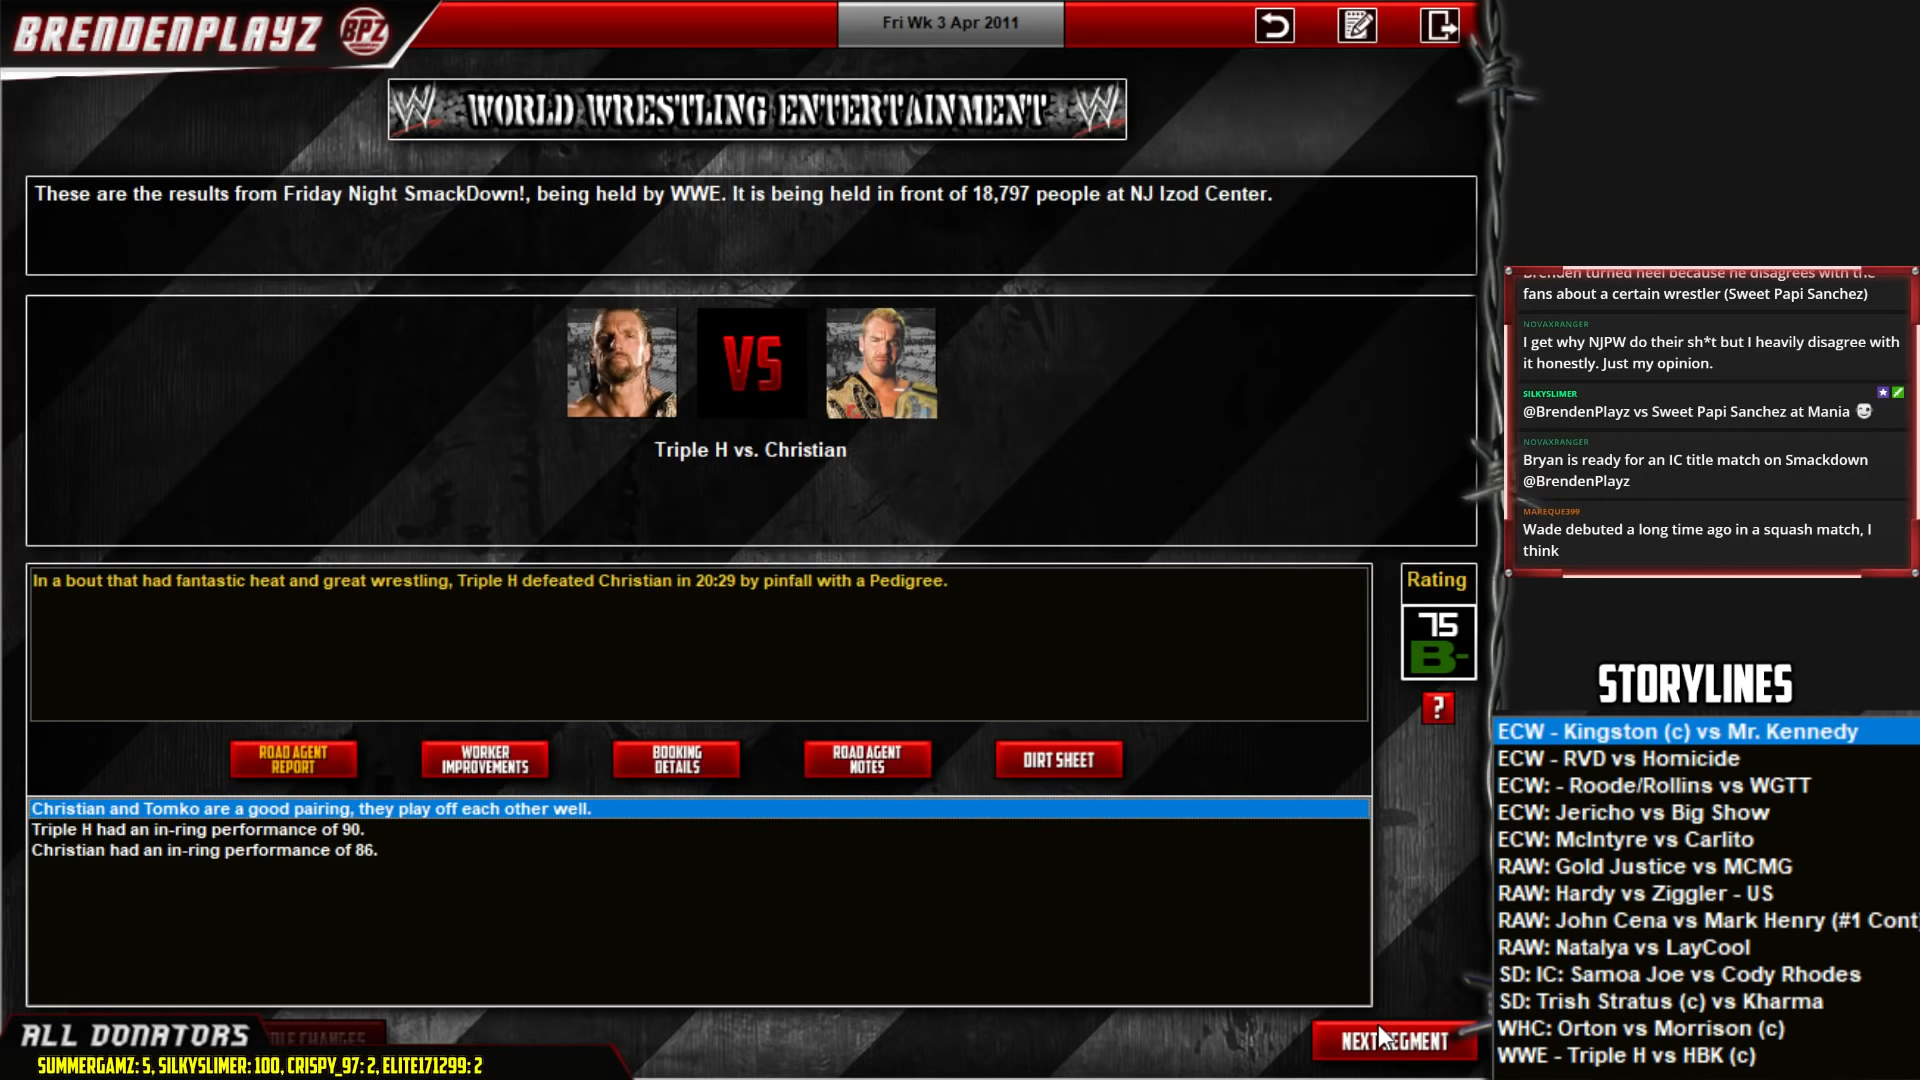 BRENDENPLAYZ
BPZ
Fri Wk 3 Apr 2011
W WORLD WRESTLING ENTERTAINMENT W
These are the results from Friday Night SmackDown!, being held by WWE. It is being held in front of 18,797 people at NJ Izod Center.
VS
Triple H vs. Christian
In a bout that had fantastic heat and great wrestling, Triple H defeated Christian in 20:29 by pinfall with a Pedigree.
Rating
75
B-
?
ROAD AGENT
REPORT
WORKER
IMPROVEMENTS
BOOKING
DETAILS
ROAD AGENT
NOTES
DIRT SHEET
Christian and Tomko are a good pairing, they play off each other well.
Triple H had an in-ring performance of 90.
Christian had an in-ring performance of 86.
NEXT SEGMENT
ALL DONATORS
CHANGES
SUMMERGAMZ: 5, SILKYSLIMER: 100, CRISPY_97: 2, ELITE171299: 2
Brenden turned heel because he disagrees with the
fans about a certain wrestler (Sweet Papi Sanchez)
NOVAXRANGER
I get why NJPW do their sh*t but I heavily disagree with
it honestly. Just my opinion.
SILKYSLIMER
@BrendenPlayz vs Sweet Papi Sanchez at Mania
NOVAXRANGER
Bryan is ready for an IC title match on Smackdown
@BrendenPlayz
MAREQUE399
Wade debuted a long time ago in a squash match, I
think
STORYLINES
ECW - Kingston (c) vs Mr. Kennedy
ECW - RVD vs Homicide
ECW: - Roode/Rollins vs WGTT
ECW: Jericho vs Big Show
ECW: McIntyre vs Carlito
RAW: Gold Justice vs MCMG
RAW: Hardy vs Ziggler - US
RAW: John Cena vs Mark Henry (#1 Cont
RAW: Natalya vs LayCool
SD: IC: Samoa Joe vs Cody Rhodes
SD: Trish Stratus (c) vs Kharma
WHC: Orton vs Morrison (c)
WWE - Triple H vs HBK (c)